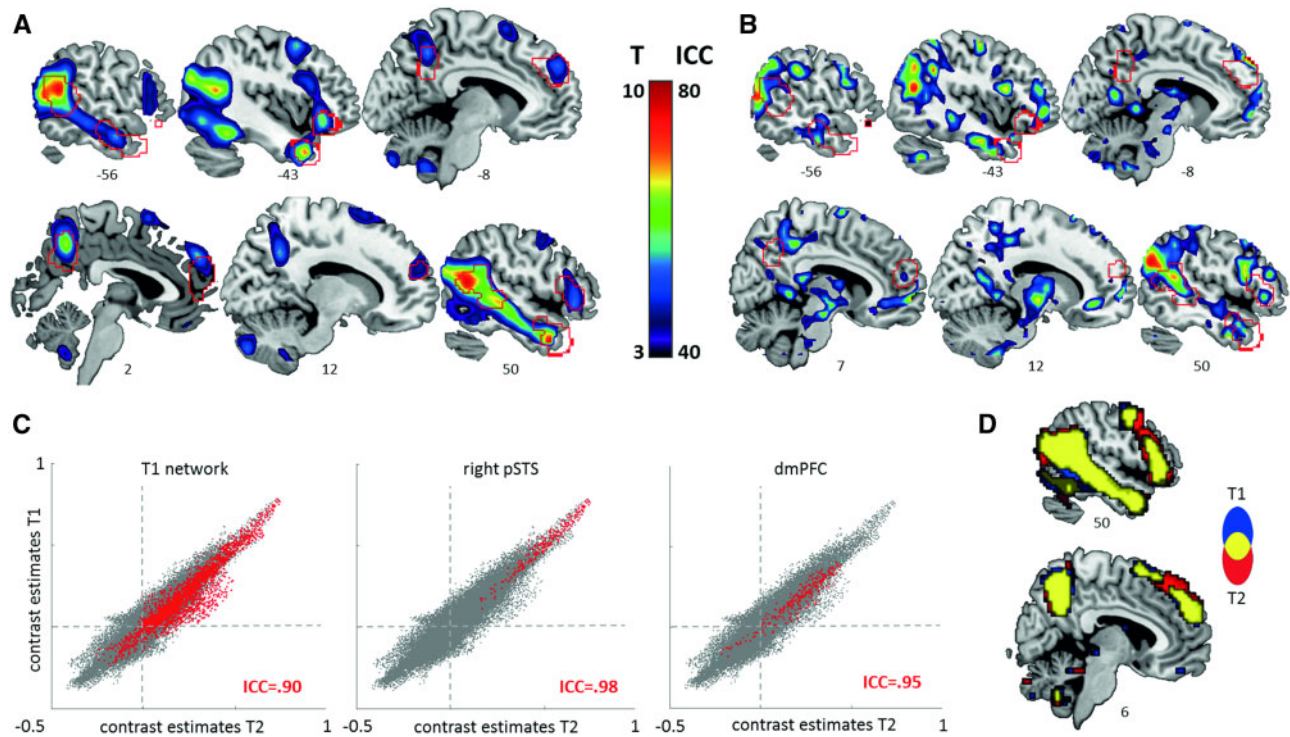 A
B
T ICC
10 80
3 40
-56
-43
-8
2
12
50
-56
-43
-8
7
12
50
C
D
T1 network
right pSTS
dmPFC
1
contrast estimates T1
ICC=.90
ICC=.98
ICC=.95
-0.5
contrast estimates T2
1
-0.5
contrast estimates T2
1
-0.5
contrast estimates T2
1
50
T1
T2
6